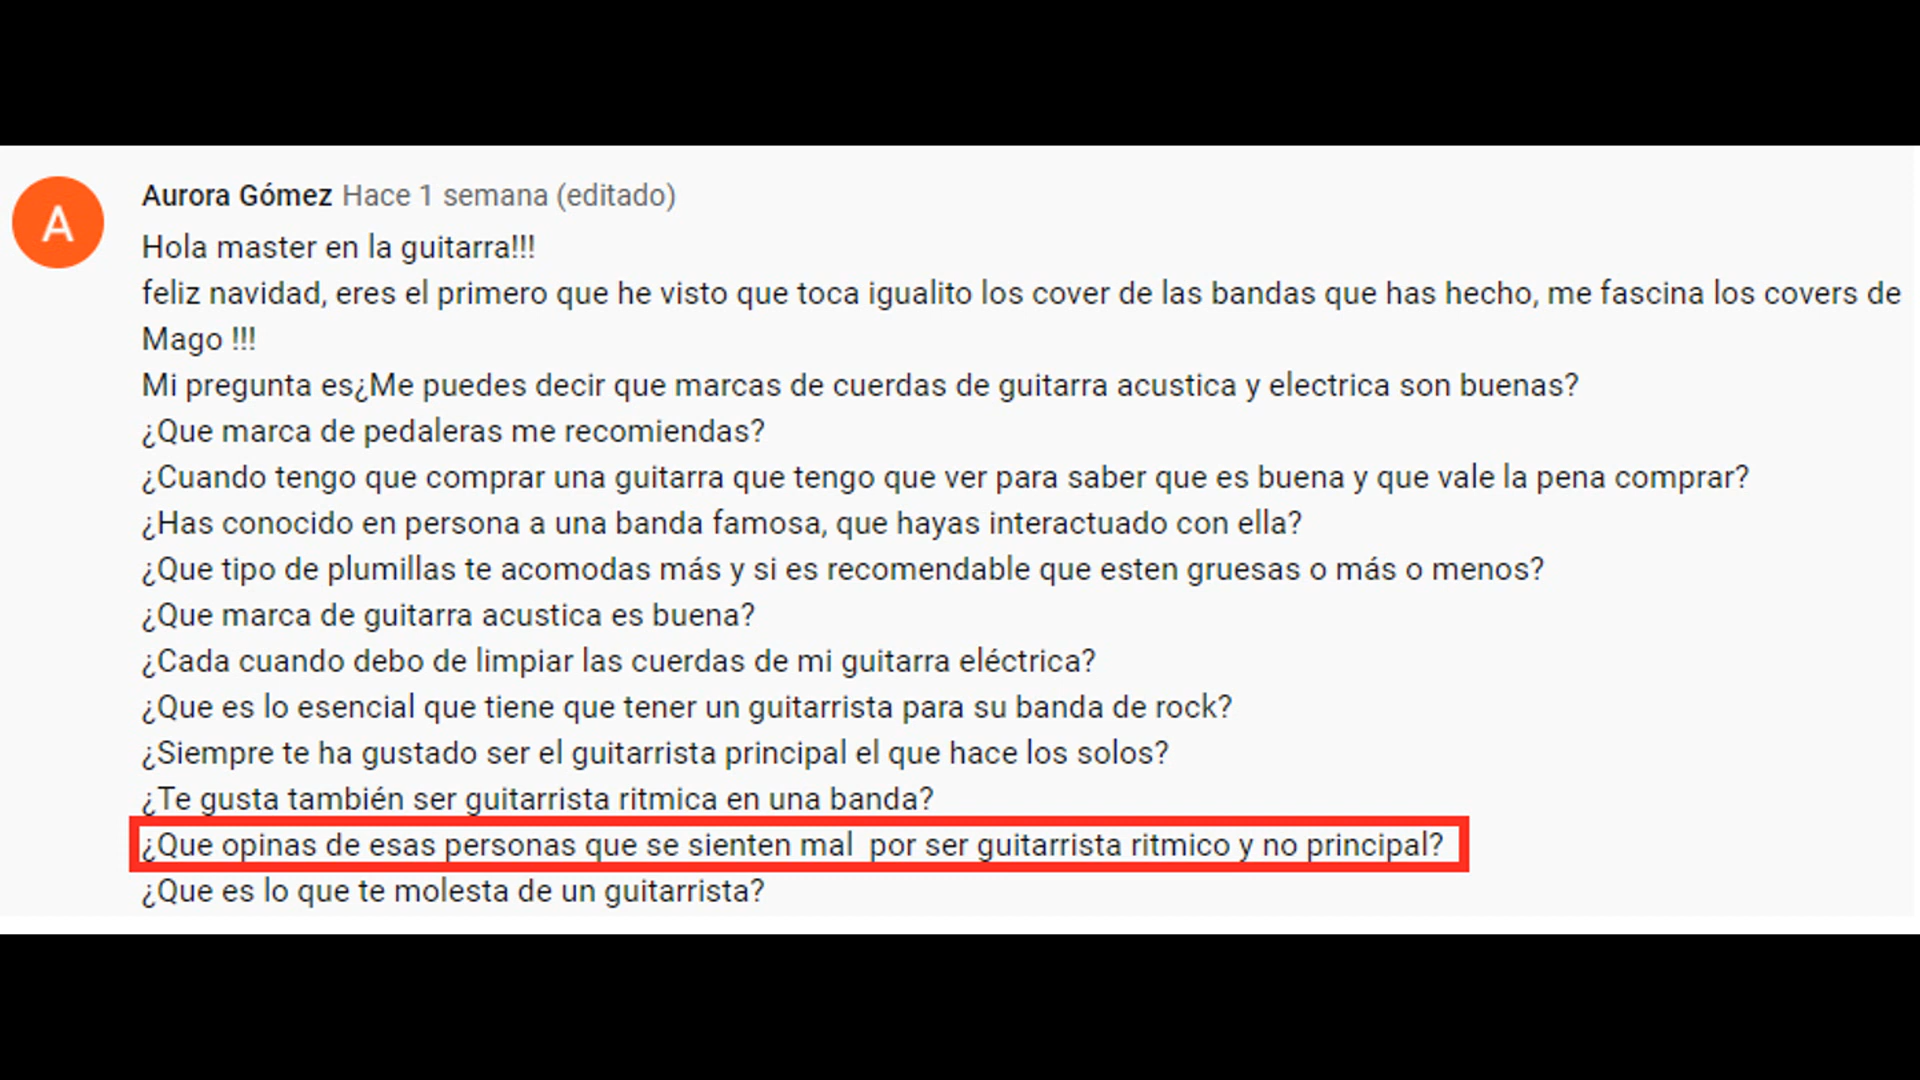 A
Aurora Gómez Hace 1 semana (editado)
Hola master en la guitarra!!!
feliz navidad, eres el primero que he visto que toca igualito los cover de las bandas que has hecho, me fascina los covers de
Mago !!!
Mi pregunta es¿Me puedes decir que marcas de cuerdas de guitarra acustica y electrica son buenas?
¿Que marca de pedaleras me recomiendas?
¿Cuando tengo que comprar una guitarra que tengo que ver para saber que es buena y que vale la pena comprar?
¿Has conocido en persona a una banda famosa, que hayas interactuado con ella?
¿Que tipo de plumillas te acomodas más y si es recomendable que esten gruesas o más o menos?
¿Que marca de guitarra acustica es buena?
¿Cada cuando debo de limpiar las cuerdas de mi guitarra eléctrica?
¿Que es lo esencial que tiene que tener un guitarrista para su banda de rock?
¿Siempre te ha gustado ser el guitarrista principal el que hace los solos?
¿Te gusta también ser guitarrista ritmica en una banda?
¿Que opinas de esas personas que se sienten mal  por ser guitarrista ritmico y no principal?
¿Que es lo que te molesta de un guitarrista?